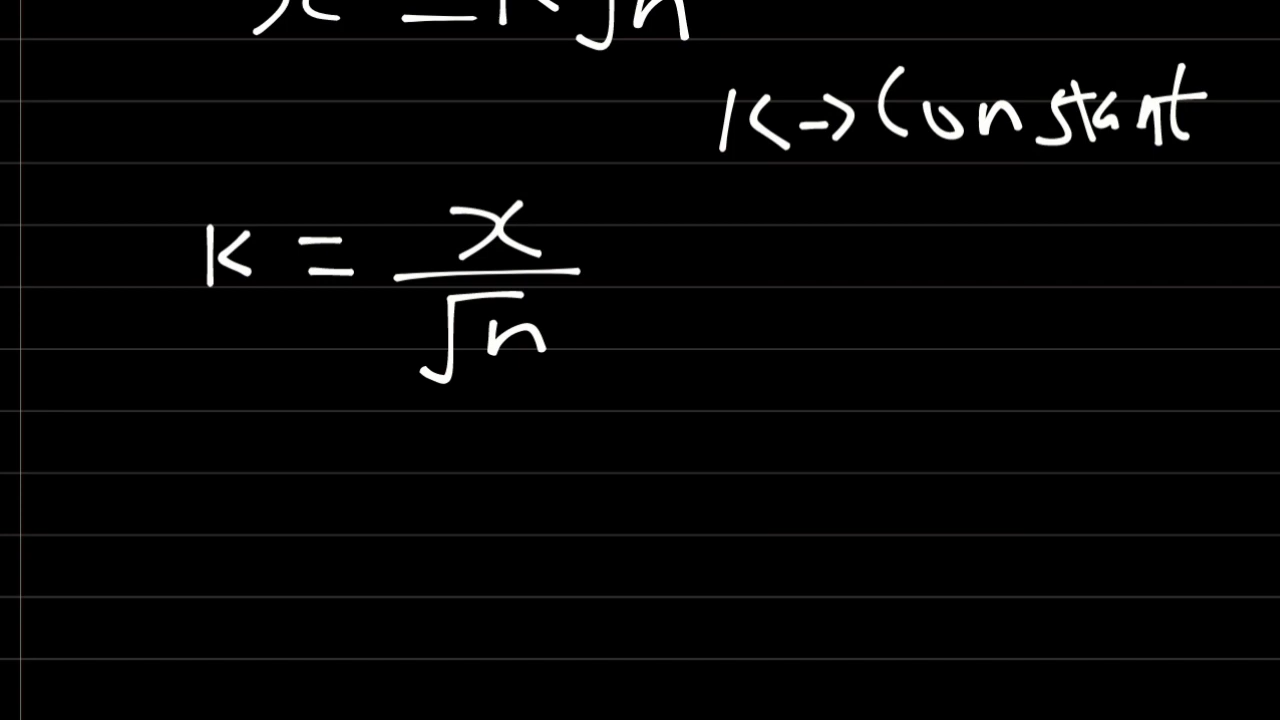 x = K√n
K → Constant
K = x/√n